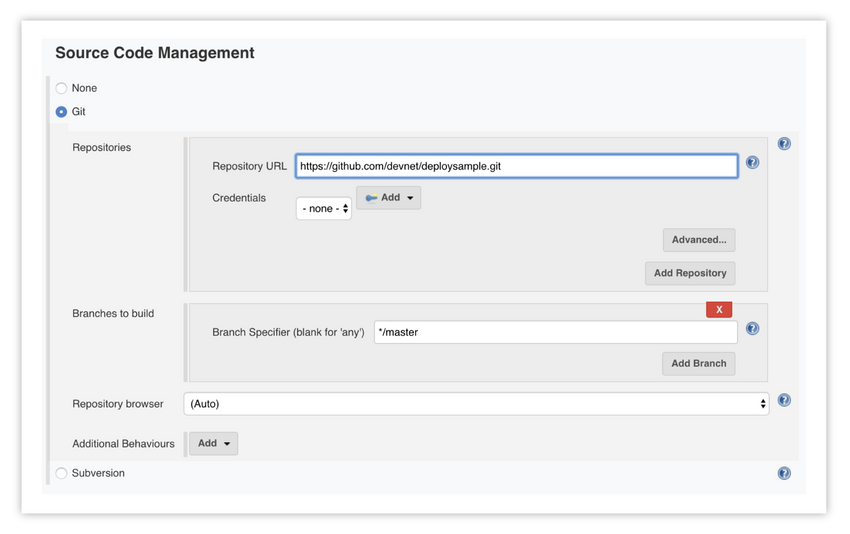 Source Code Management
None
Git
Repositories
Repository URL https://github.com/devnet/deploysample.git
Credentials - none - Add
Advanced...
Add Repository
X
Branches to build
Branch Specifier (blank for 'any') */master
Add Branch
Repository browser (Auto)
Additional Behaviours Add
Subversion